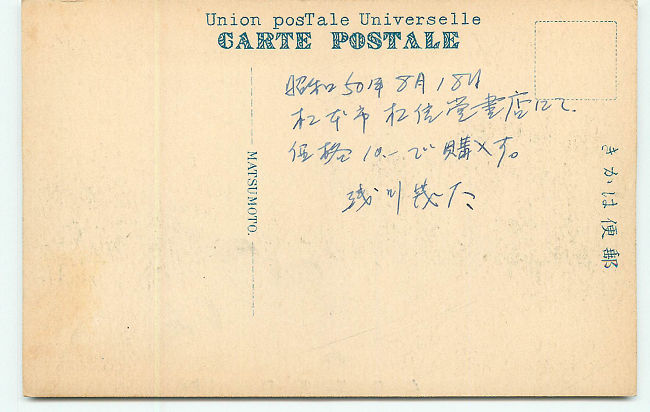 Union posTale Universelle
CARTE POSTALE
昭和50年8月18日
松本市 松信堂書店にて
価格10.-で購入す。
浅川
MATSUMOTO.
きかは便郵